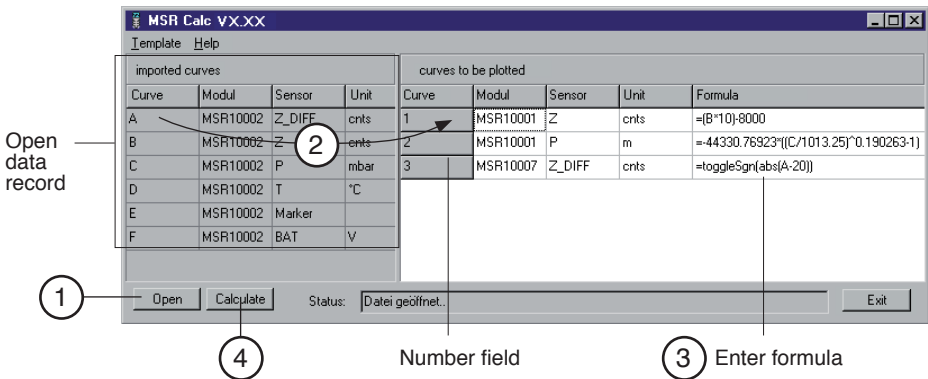 MSR Calc VX.XX
Template Help
imported curves
curves to be plotted
Curve Modul Sensor Unit
Curve Modul Sensor Unit Formula
A MSR10002 Z_DIFF cnts
1 MSR10001 Z cnts =(B*10)-8000
B MSR10002 Z cnts
2 MSR10001 P m =-44330.76923*((C/1013.25)^0.190263-1)
C MSR10002 P mbar
3 MSR10007 Z_DIFF cnts =toggleSgn(abs(A-20))
D MSR10002 T °C
E MSR10002 Marker
F MSR10002 BAT V
Open
data
record
2
1
Open Calculate Status: Datei geöffnet.. Exit
4
Number field
3 Enter formula